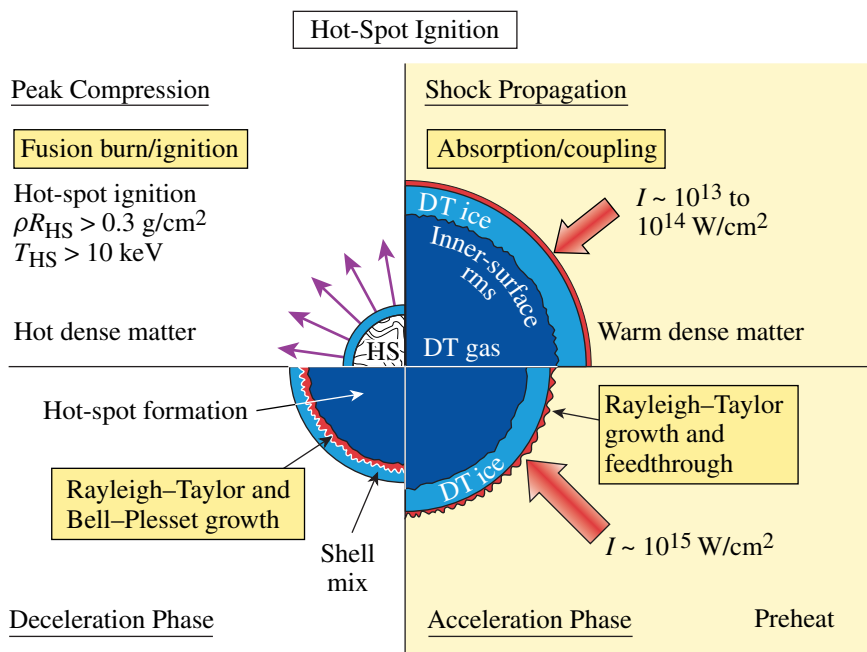 Hot-Spot Ignition
Peak Compression
Fusion burn/ignition
Hot-spot ignition
ρR_HS > 0.3 g/cm²
T_HS > 10 keV
Hot dense matter
HS
Shock Propagation
Absorption/coupling
I ~ 10¹³ to
10¹⁴ W/cm²
DT ice
Inner-surface
rms
DT gas
Warm dense matter
Hot-spot formation
Rayleigh–Taylor and
Bell–Plesset growth
Shell
mix
Deceleration Phase
Rayleigh–Taylor
growth and
feedthrough
DT ice
I ~ 10¹⁵ W/cm²
Acceleration Phase
Preheat